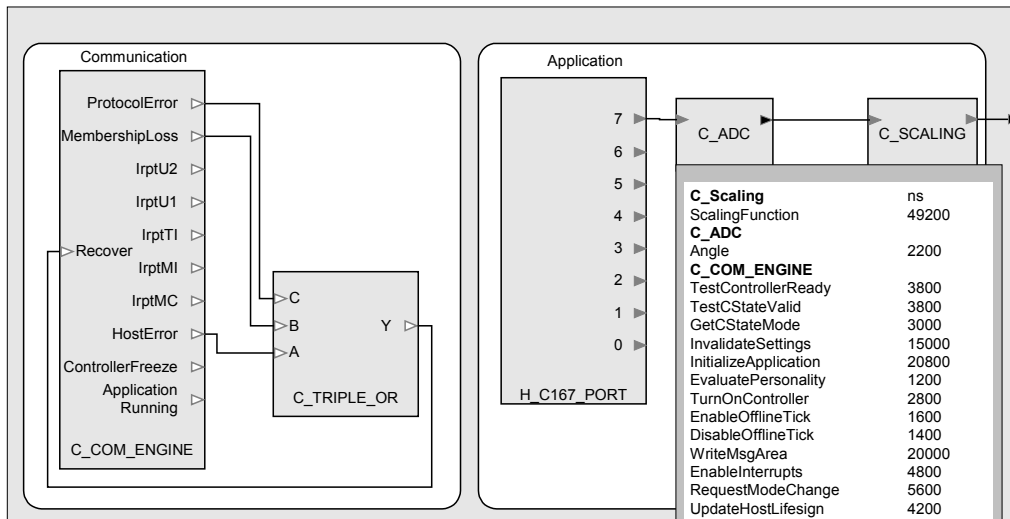 Communication
ProtocolError
MembershipLoss
IrptU2
IrptU1
IrptTI
Recover
IrptMI
IrptMC
HostError
ControllerFreeze
Application
Running
C_COM_ENGINE
C
B
A
Y
C_TRIPLE_OR
Application
7
6
5
4
3
2
1
0
H_C167_PORT
C_ADC
C_SCALING
C_Scaling ns
ScalingFunction 49200
C_ADC
Angle 2200
C_COM_ENGINE
TestControllerReady 3800
TestCStateValid 3800
GetCStateMode 3000
InvalidateSettings 15000
InitializeApplication 20800
EvaluatePersonality 1200
TurnOnController 2800
EnableOfflineTick 1600
DisableOfflineTick 1400
WriteMsgArea 20000
EnableInterrupts 4800
RequestModeChange 5600
UpdateHostLifesign 4200